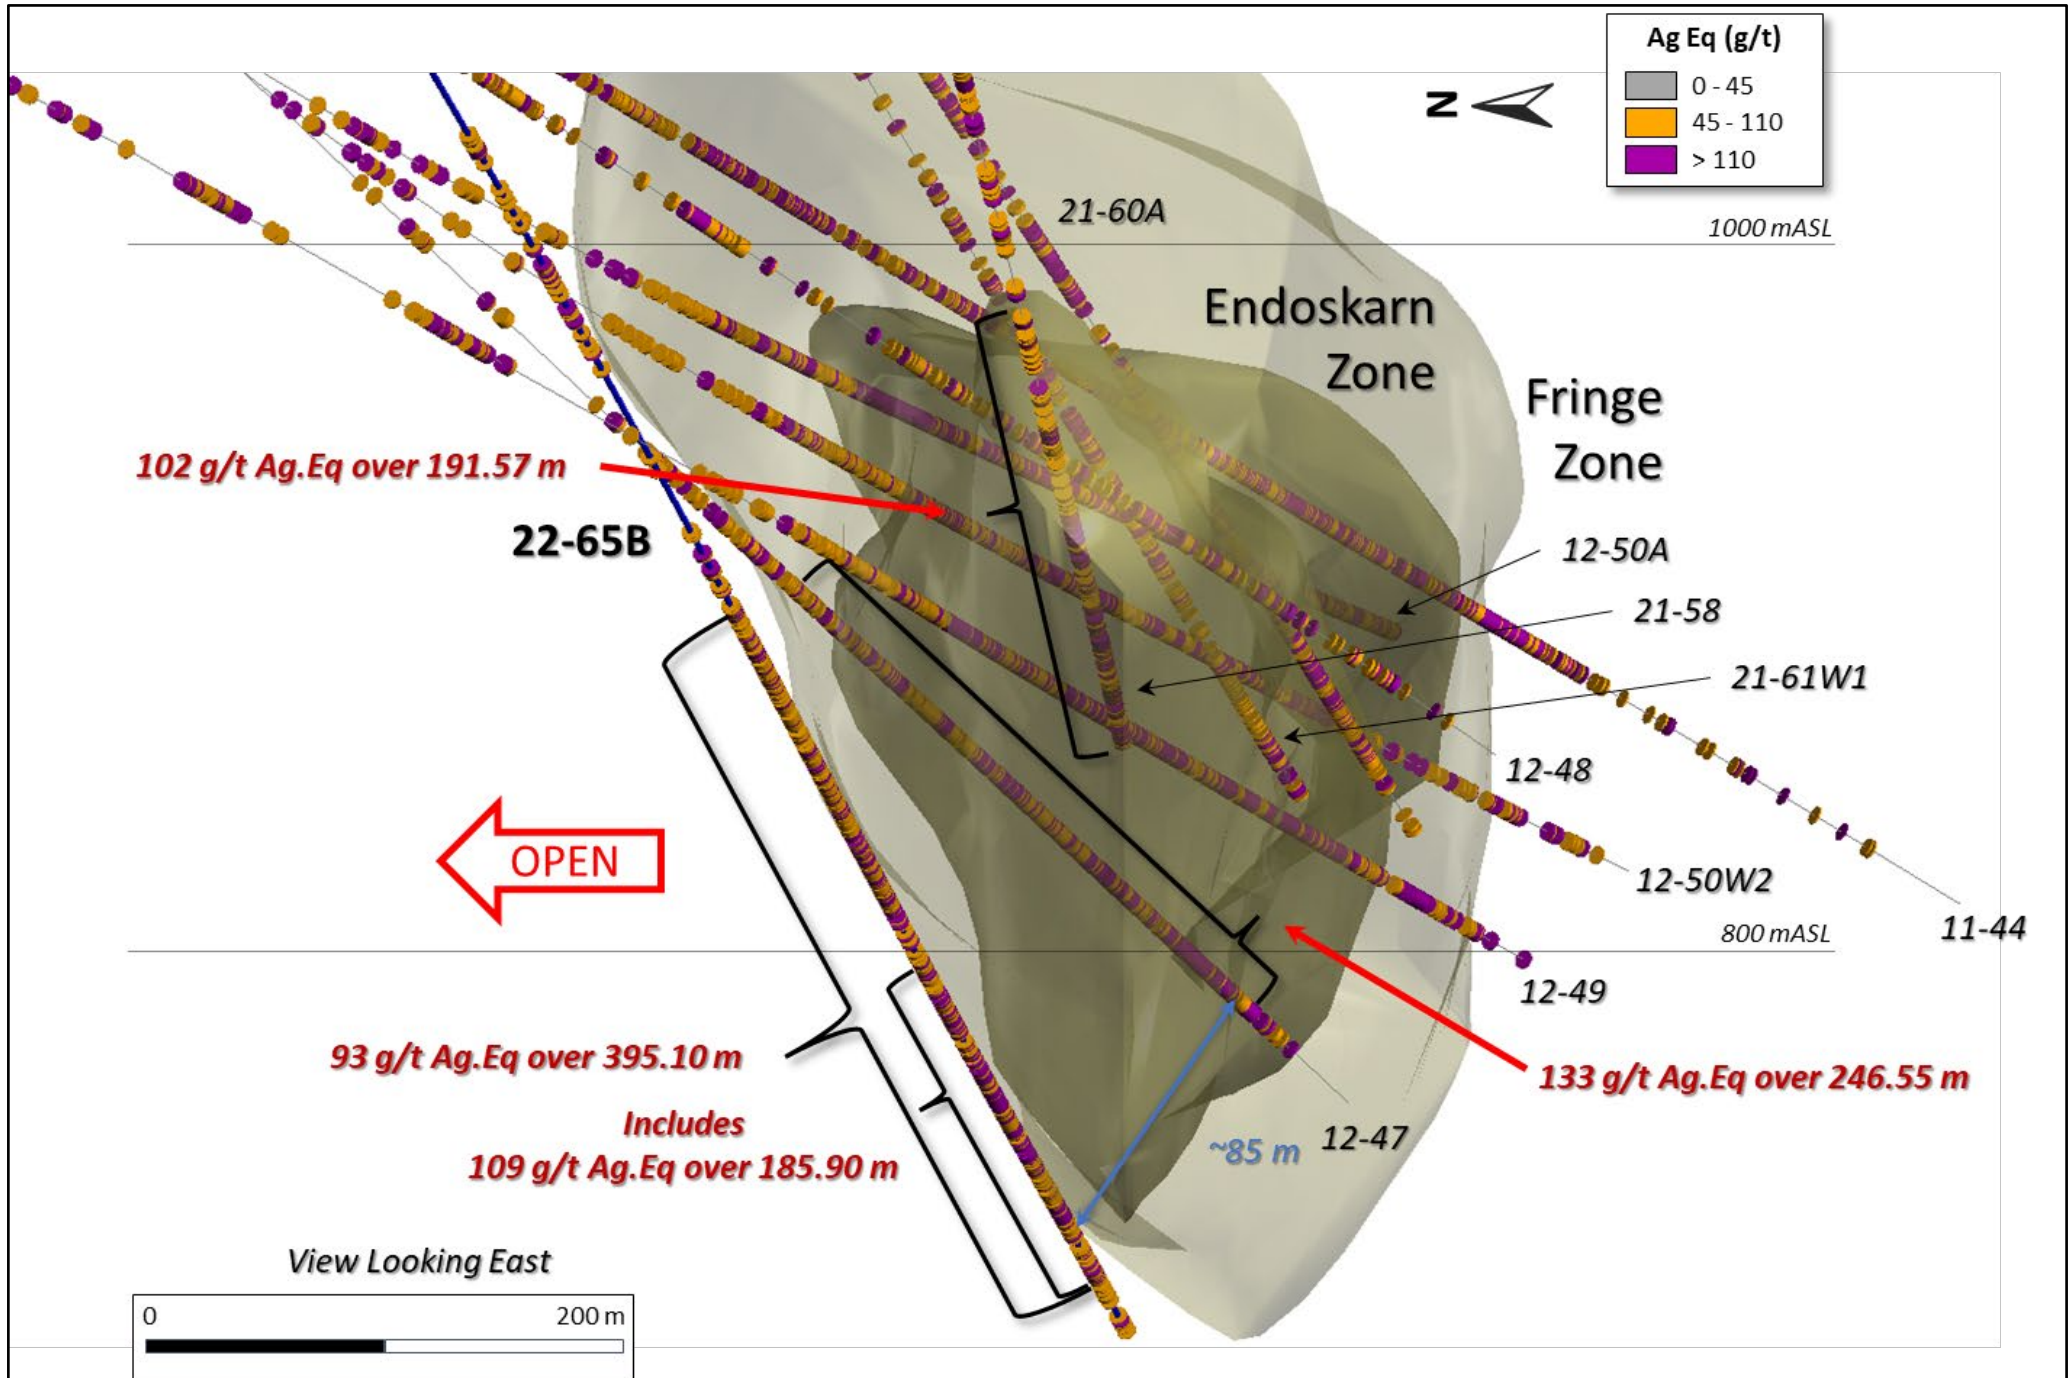 Ag Eq (g/t)
0 - 45
45 - 110
> 110
N
21-60A
1000 mASL
Endoskarn
Zone
Fringe
Zone
102 g/t Ag.Eq over 191.57 m
22-65B
12-50A
21-58
21-61W1
12-48
OPEN
12-50W2
11-44
800 mASL
12-49
93 g/t Ag.Eq over 395.10 m
133 g/t Ag.Eq over 246.55 m
Includes
109 g/t Ag.Eq over 185.90 m
~85 m
12-47
View Looking East
0 200 m